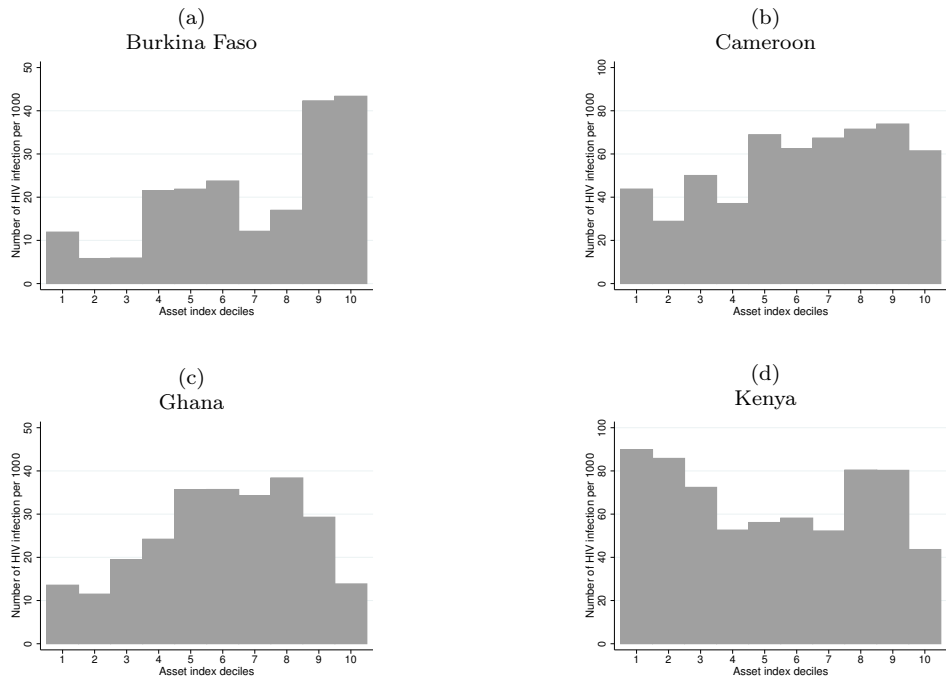 (a)
Burkina Faso
Number of HIV infection per 1000
0 10 20 30 40 50
1 2 3 4 5 6 7 8 9 10
Asset index deciles
(b)
Cameroon
Number of HIV infection per 1000
0 20 40 60 80 100
1 2 3 4 5 6 7 8 9 10
Asset index deciles
(c)
Ghana
Number of HIV infection per 1000
0 10 20 30 40 50
1 2 3 4 5 6 7 8 9 10
Asset index deciles
(d)
Kenya
Number of HIV infection per 1000
0 20 40 60 80 100
1 2 3 4 5 6 7 8 9 10
Asset index deciles